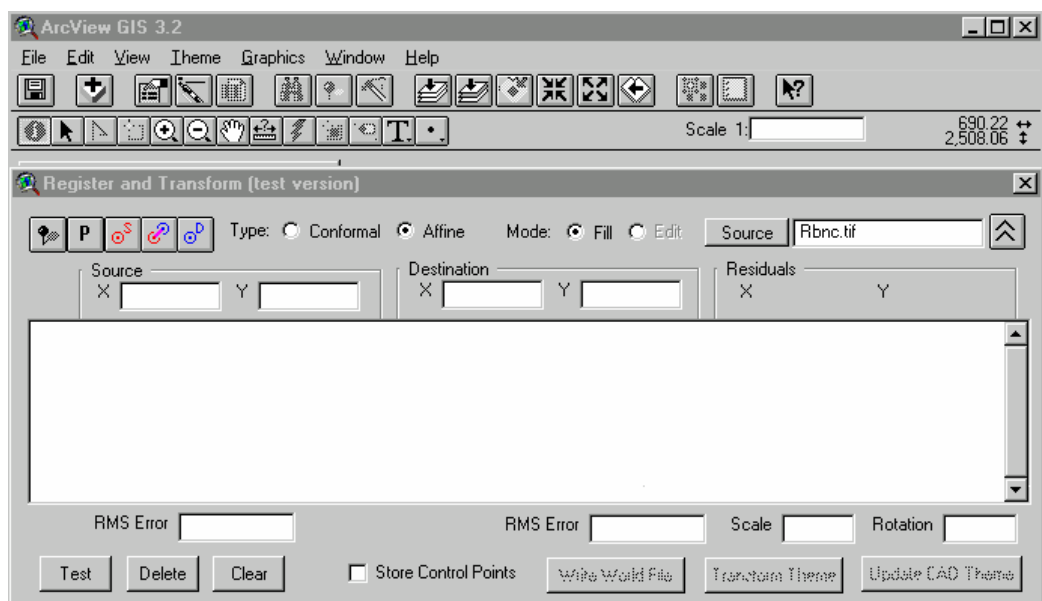 ArcView GIS 3.2
File Edit View Theme Graphics Window Help
T
Scale 1: 690.22
2,508.06
Register and Transform (test version)
P S D Type: Conformal Affine Mode: Fill Edit Source Rbnc.tif
Source Destination Residuals
X Y X Y X Y
RMS Error RMS Error Scale Rotation
Test Delete Clear Store Control Points Write World File Transform Theme Update CAD Theme